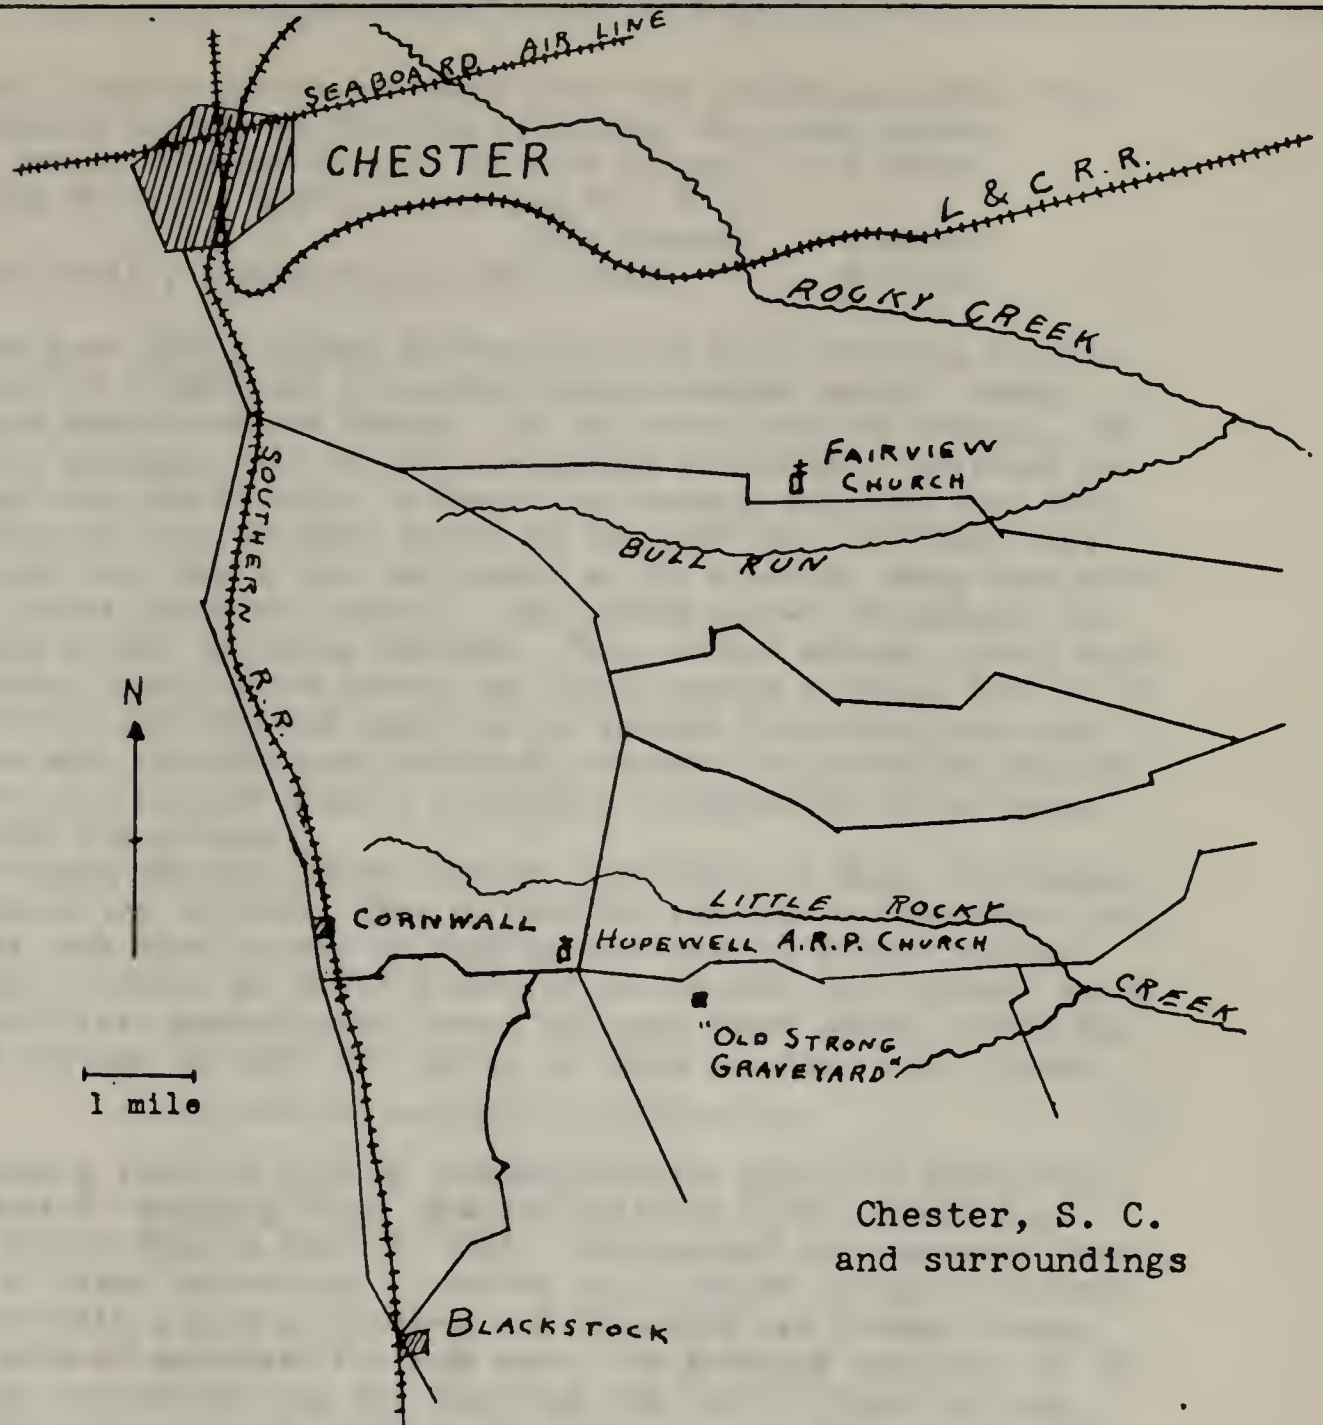 SEABOARD AIR LINE
CHESTER
L & C R.R.
ROCKY CREEK
FAIRVIEW
CHURCH
SOUTHERN R.R.
BULL RUN
N
LITTLE ROCKY CREEK
CORNWALL
HOPEWELL A.R.P. CHURCH
"OLD STRONG
GRAVEYARD"
1 mile
Chester, S. C.
and surroundings
BLACKSTOCK